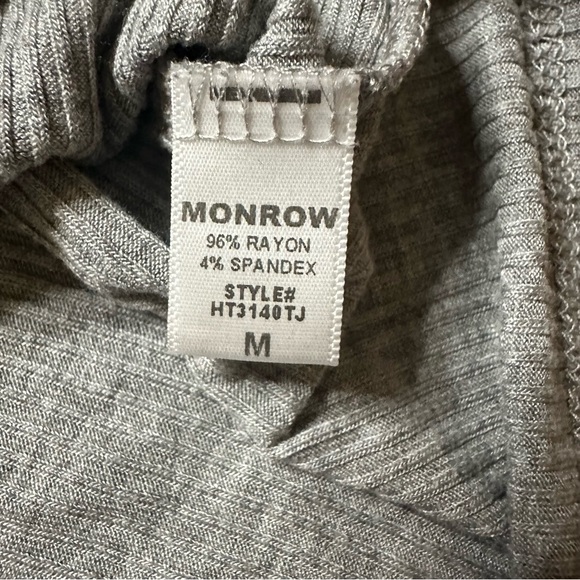 MONROW
96% RAYON
4% SPANDEX
STYLE#
HT3140TJ
M